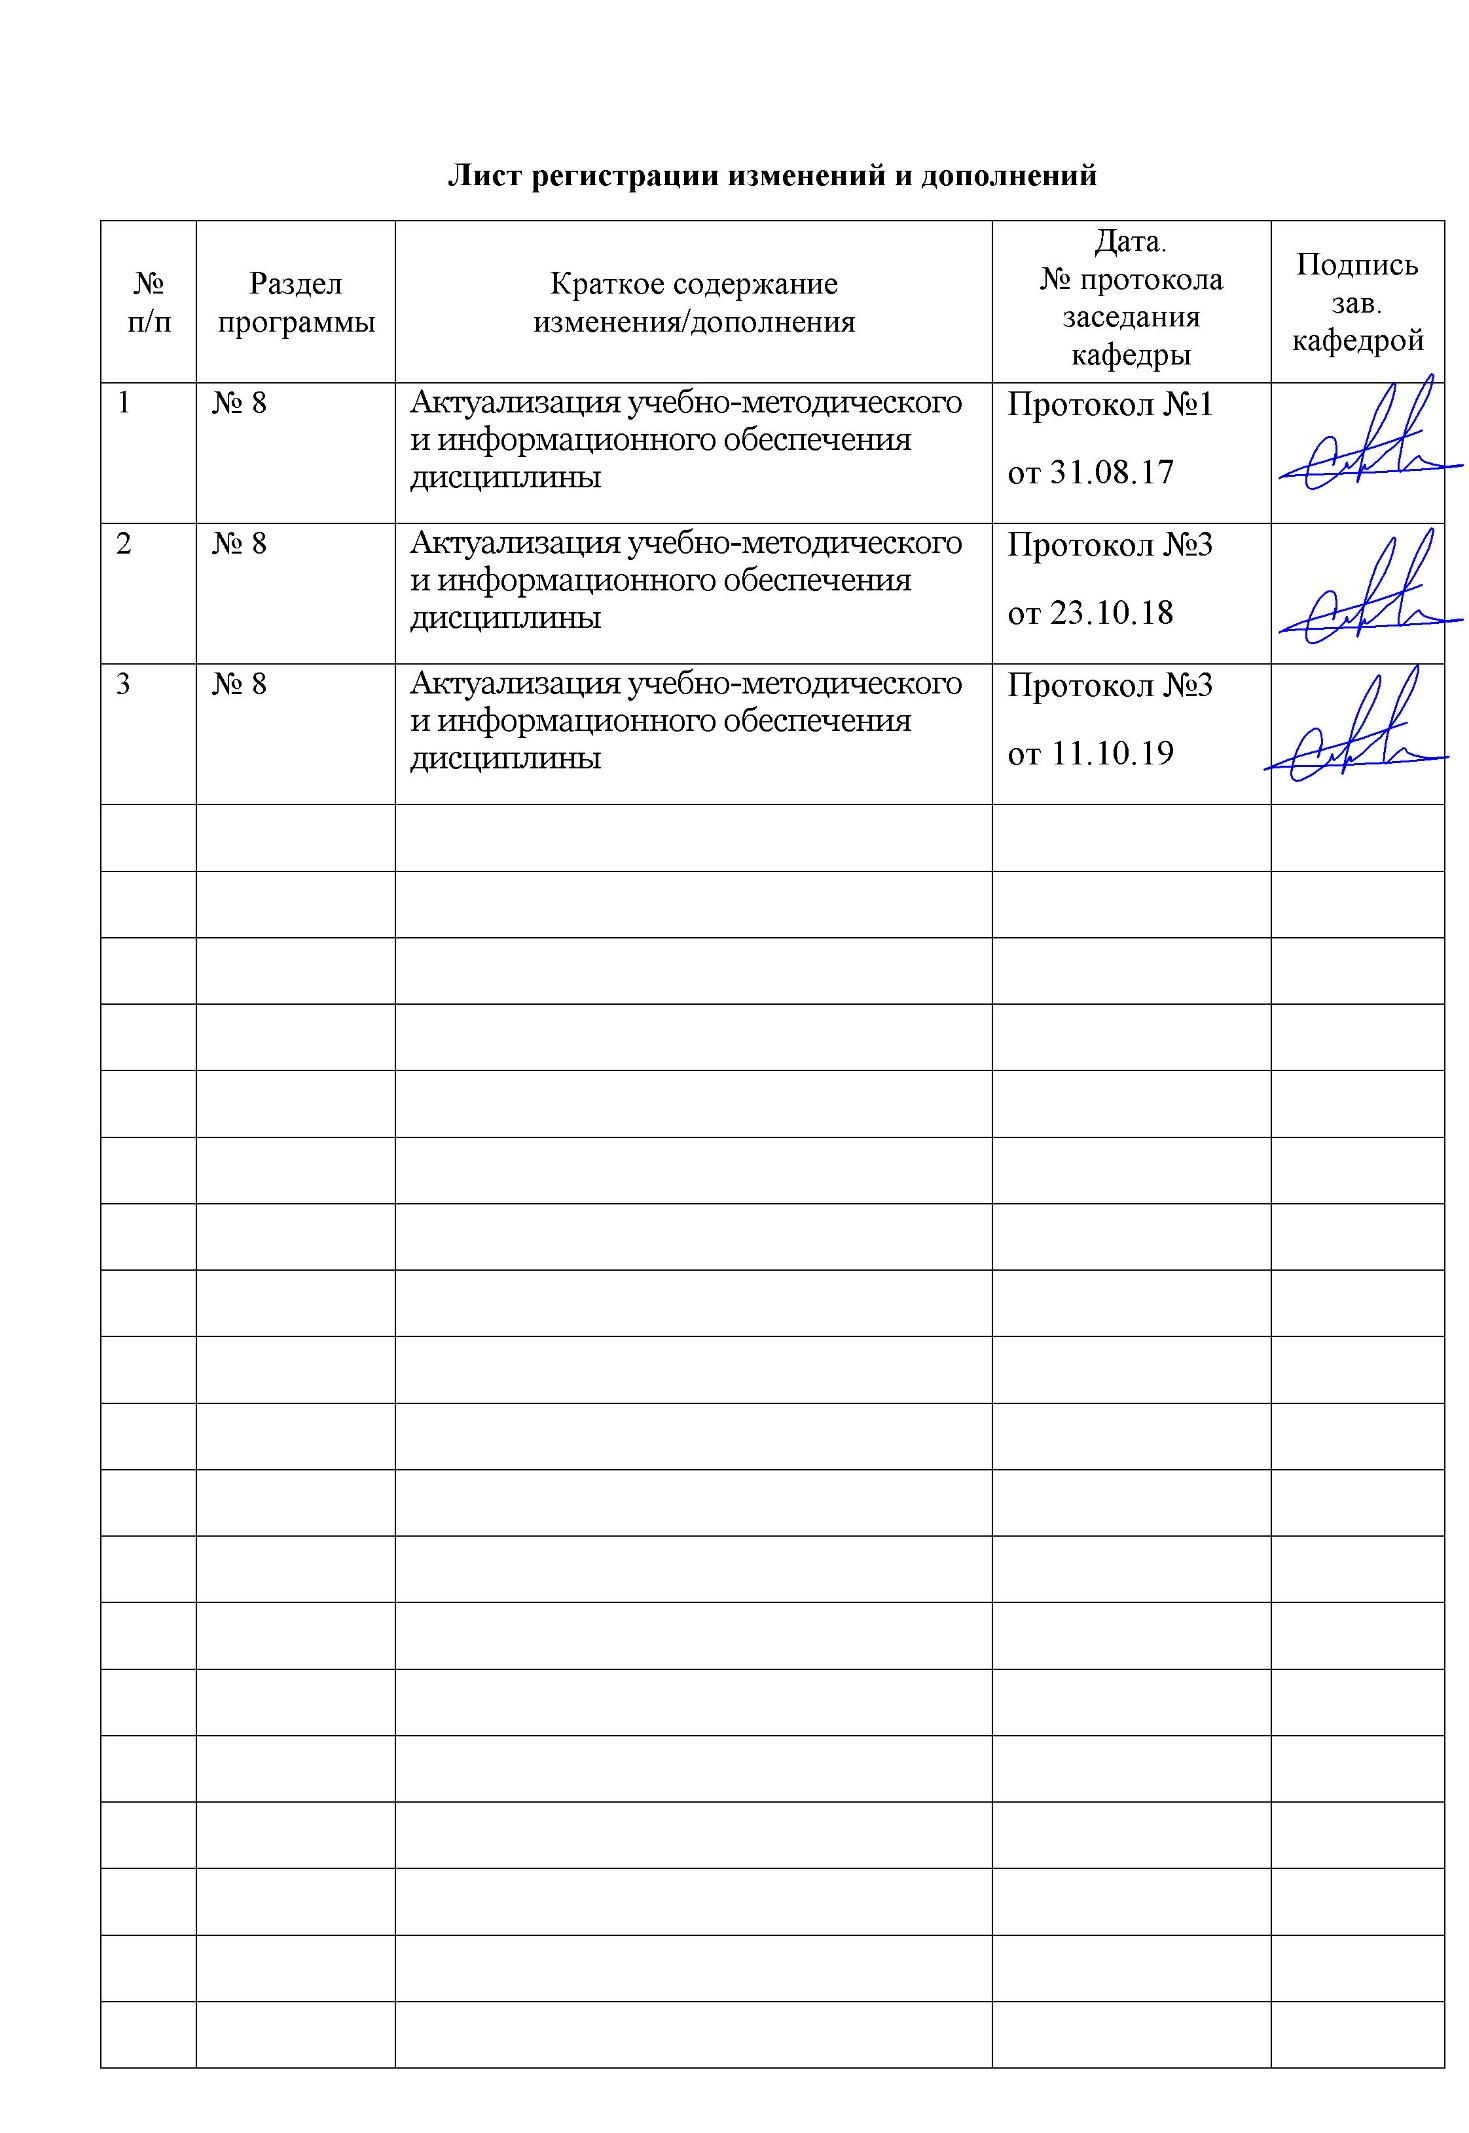 Лист регистрации изменений и дополнений
№
п/п
Раздел
программы
Краткое содержание
изменения/дополнения
Дата.
№ протокола
заседания
кафедры
Подпись
зав.
кафедрой
1
№ 8
Актуализация учебно-методического
и информационного обеспечения
дисциплины
Протокол №1
от 31.08.17
2
№ 8
Актуализация учебно-методического
и информационного обеспечения
дисциплины
Протокол №3
от 23.10.18
3
№ 8
Актуализация учебно-методического
и информационного обеспечения
дисциплины
Протокол №3
от 11.10.19